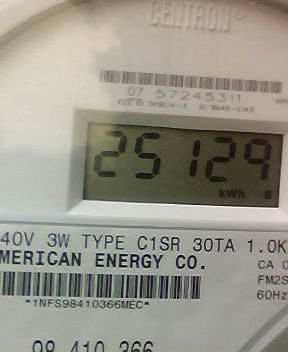 CENTRON
07 57245311
25129
kWh
40V 3W TYPE C1SR 30TA 1.0K
MERICAN ENERGY CO.
CA 0
FM2S
*1NFS98410366MEC*
60Hz
98 410 366